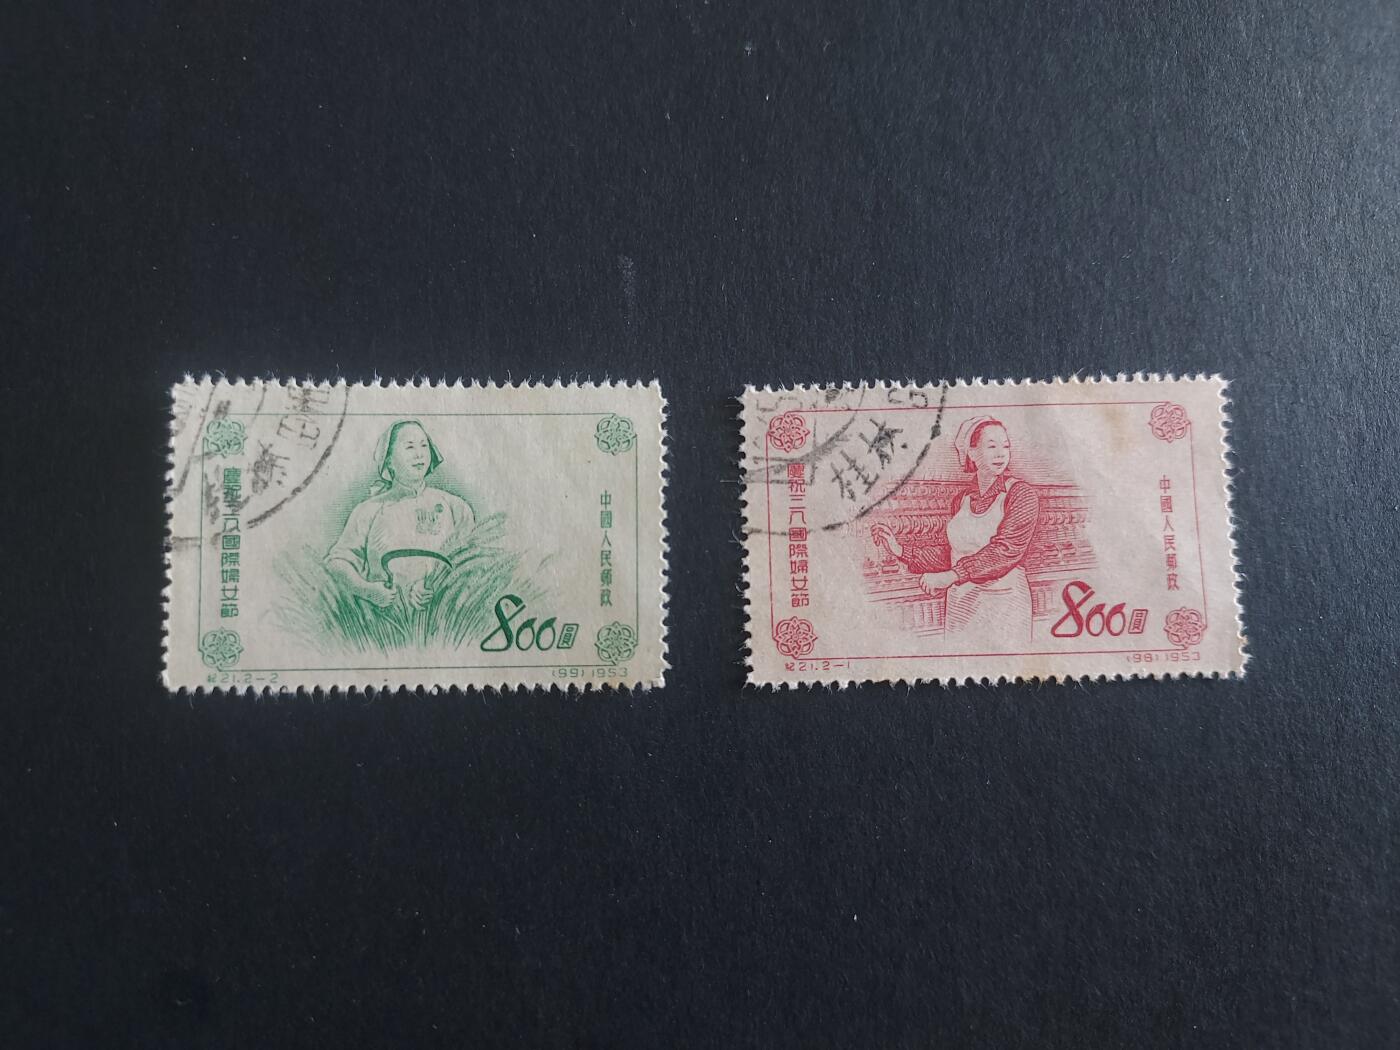 慶祝三八國際婦女節
中國人民郵政
800圓
紀21.2-2
(99)1953
桂林
慶祝三八國際婦女節
中國人民郵政
800圓
紀21.2-1
(98)1953
桂林